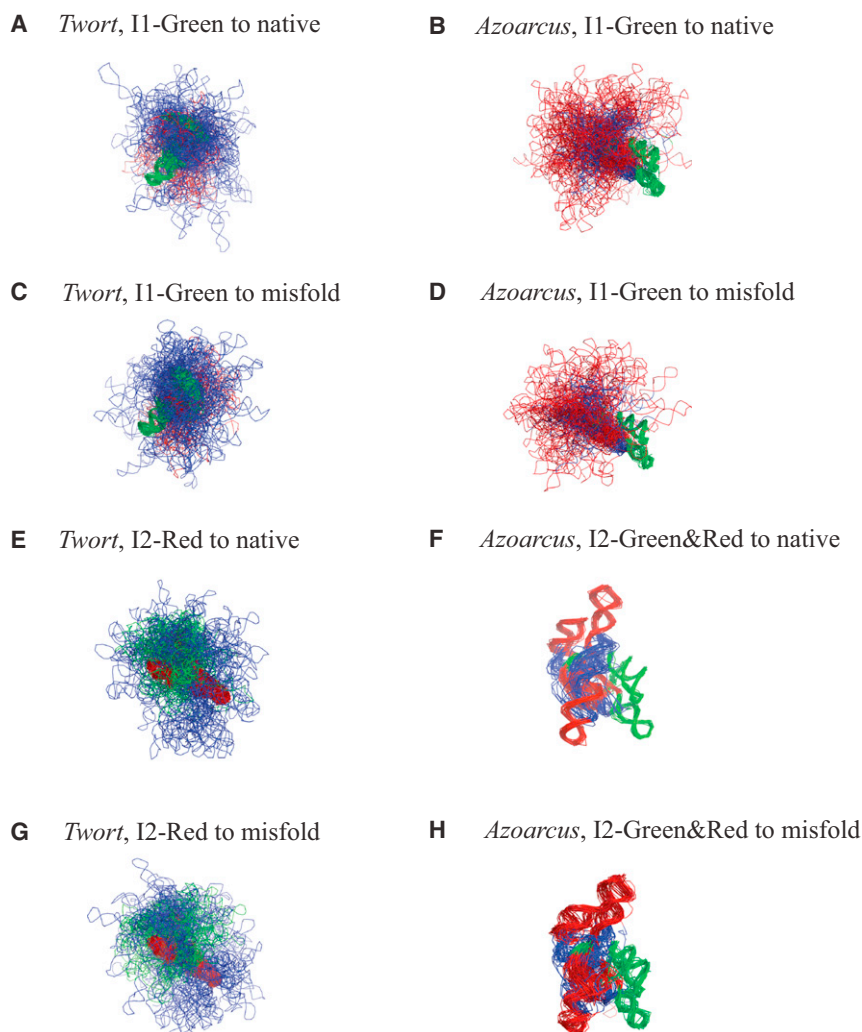 A Twort, I1-Green to native
B Azoarcus, I1-Green to native
C Twort, I1-Green to misfold
D Azoarcus, I1-Green to misfold
E Twort, I2-Red to native
F Azoarcus, I2-Green&Red to native
G Twort, I2-Red to misfold
H Azoarcus, I2-Green&Red to misfold